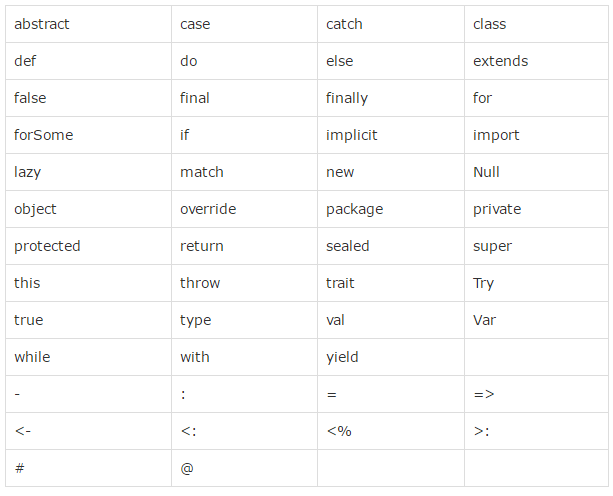 abstract case catch class
def do else extends
false final finally for
forSome if implicit import
lazy match new Null
object override package private
protected return sealed super
this throw trait Try
true type val Var
while with yield
- : = =>
<- <: <% >:
# @